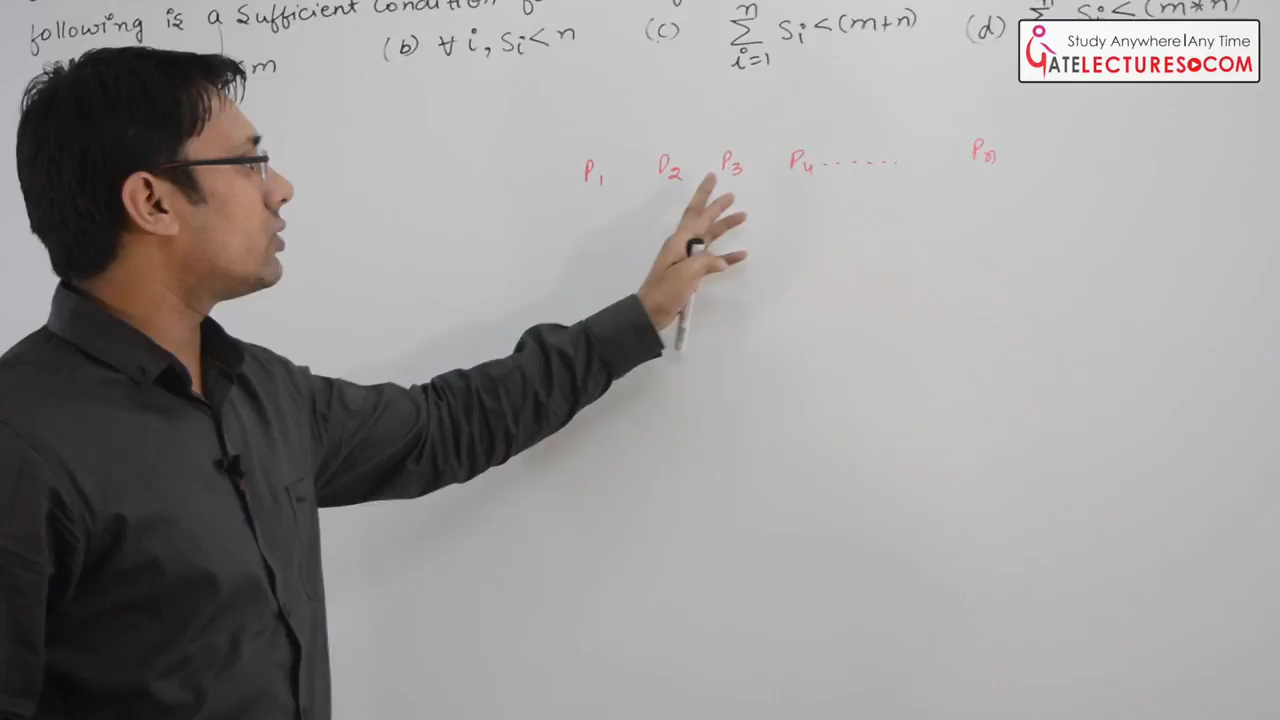 following is a sufficient condition
m (b) ∀ i, Si < n (c) n∑i=1 Si < (m+n) (d) Si < (m*n)
Study Anywhere|Any Time
GATELECTURES.COM
P1 P2 P3 P4....... Pn